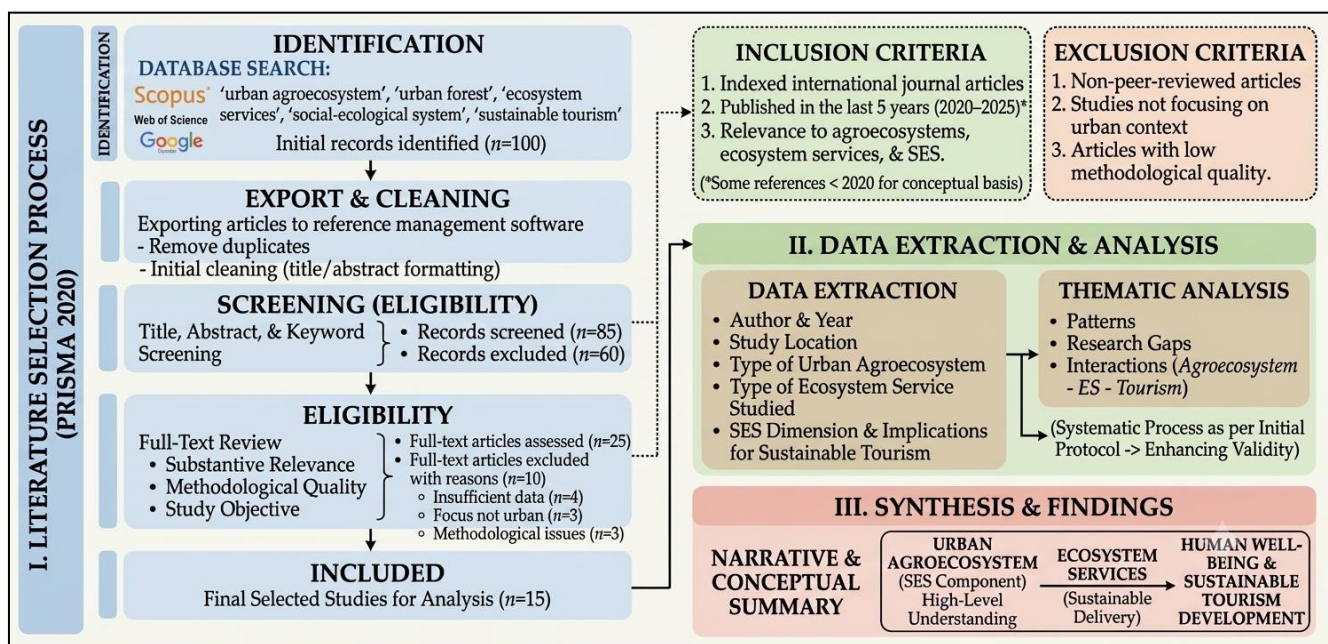 I. LITERATURE SELECTION PROCESS
(PRISMA 2020)
IDENTIFICATION
IDENTIFICATION
DATABASE SEARCH:
Scopus®
Web of Science
Google
'urban agroecosystem', 'urban forest', 'ecosystem
services', 'social-ecological system', 'sustainable tourism'
Initial records identified (n=100)
EXPORT & CLEANING
Exporting articles to reference management software
- Remove duplicates
- Initial cleaning (title/abstract formatting)
SCREENING (ELIGIBILITY)
Title, Abstract, & Keyword
Screening
• Records screened (n=85)
• Records excluded (n=60)
ELIGIBILITY
Full-Text Review
• Substantive Relevance
• Methodological Quality
• Study Objective
• Full-text articles assessed (n=25)
• Full-text articles excluded
with reasons (n=10)
○ Insufficient data (n=4)
○ Focus not urban (n=3)
○ Methodological issues (n=3)
INCLUDED
Final Selected Studies for Analysis (n=15)
INCLUSION CRITERIA
1. Indexed international journal articles
2. Published in the last 5 years (2020–2025)*
3. Relevance to agroecosystems,
ecosystem services, & SES.
(*Some references < 2020 for conceptual basis)
EXCLUSION CRITERIA
1. Non-peer-reviewed articles
2. Studies not focusing on
urban context
3. Articles with low
methodological quality.
II. DATA EXTRACTION & ANALYSIS
DATA EXTRACTION
• Author & Year
• Study Location
• Type of Urban Agroecosystem
• Type of Ecosystem Service
Studied
• SES Dimension & Implications
for Sustainable Tourism
THEMATIC ANALYSIS
• Patterns
• Research Gaps
• Interactions (Agroecosystem
- ES - Tourism)
(Systematic Process as per Initial
Protocol -> Enhancing Validity)
III. SYNTHESIS & FINDINGS
NARRATIVE &
CONCEPTUAL
SUMMARY
URBAN
AGROECOSYSTEM
(SES Component)
High-Level
Understanding
ECOSYSTEM
SERVICES
(Sustainable
Delivery)
HUMAN WELL-
BEING &
SUSTAINABLE
TOURISM
DEVELOPMENT